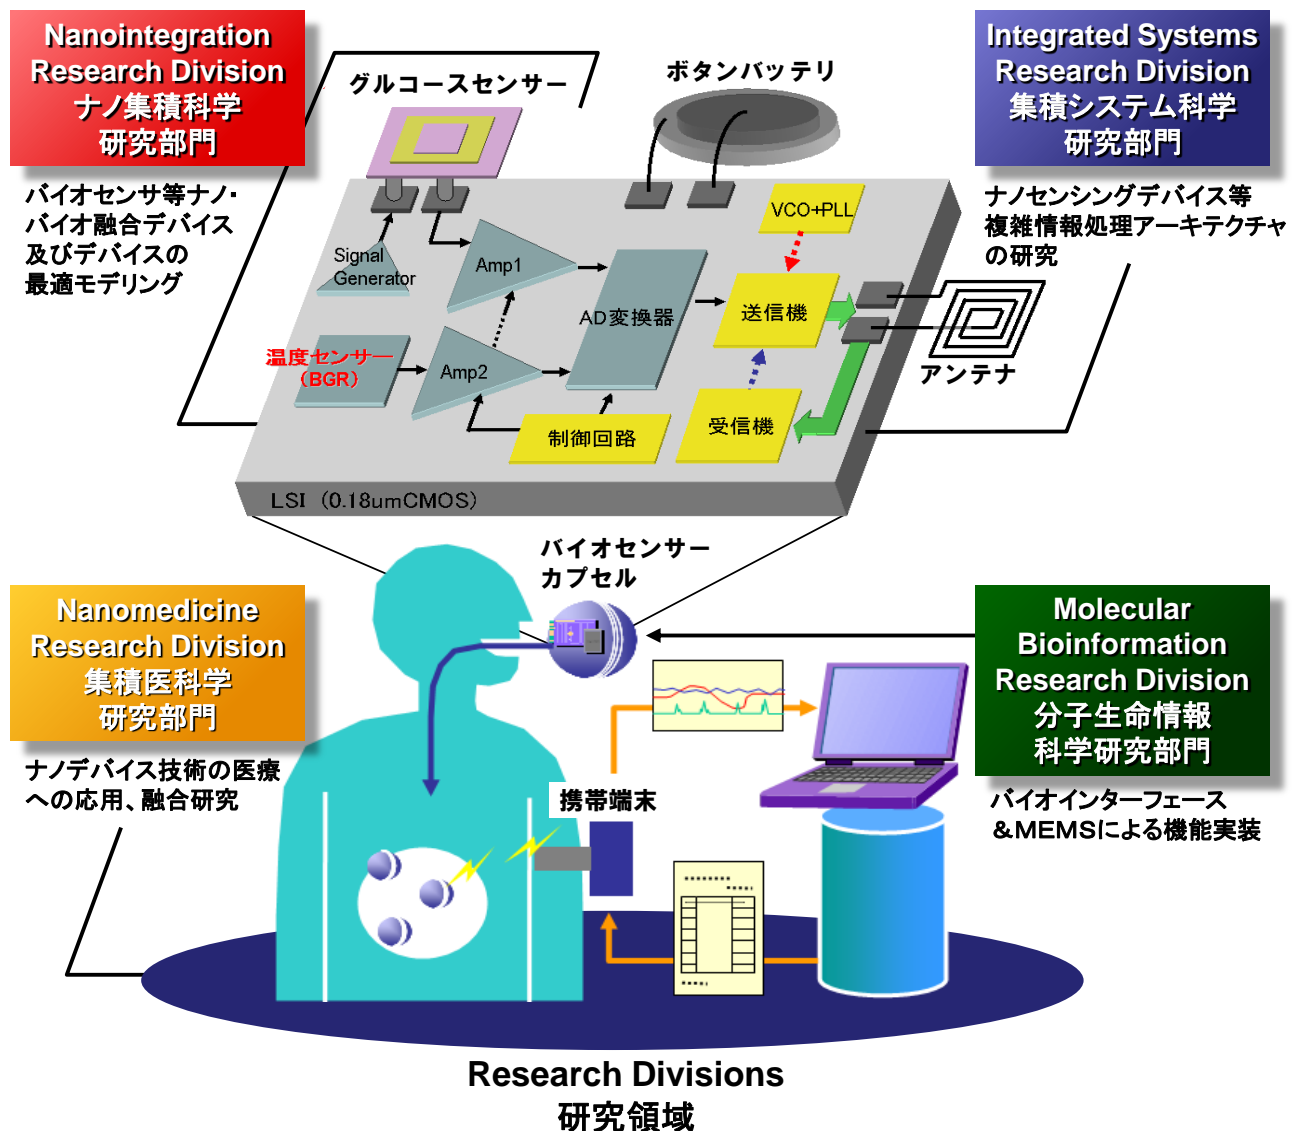 Nanointegration
Research Division
ナノ集積科学
研究部門
バイオセンサ等ナノ・
バイオ融合デバイス
及びデバイスの
最適モデリング
グルコースセンサー
ボタンバッテリ
Integrated Systems
Research Division
集積システム科学
研究部門
ナノセンシングデバイス等
複雑情報処理アーキテクチャ
の研究
VCO+PLL
Signal
Generator
Amp1
AD変換器
送信機
アンテナ
温度センサー
（BGR）
Amp2
制御回路
受信機
LSI （0.18umCMOS）
バイオセンサー
カプセル
Nanomedicine
Research Division
集積医科学
研究部門
ナノデバイス技術の医療
への応用、融合研究
携帯端末
Molecular
Bioinformation
Research Division
分子生命情報
科学研究部門
バイオインターフェース
＆ＭＥＭＳによる機能実装
Research Divisions
研究領域